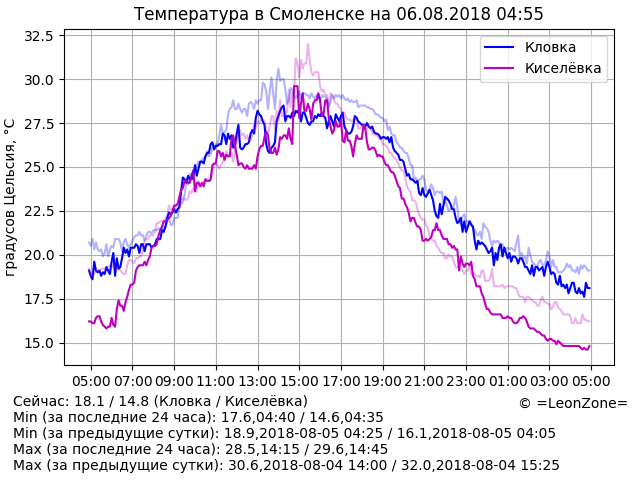 Температура в Смоленске на 06.08.2018 04:55
Кловка
Киселёвка
градусов Цельсия, °C
32.5
30.0
27.5
25.0
22.5
20.0
17.5
15.0
05:00 07:00 09:00 11:00 13:00 15:00 17:00 19:00 21:00 23:00 01:00 03:00 05:00
Сейчас: 18.1 / 14.8 (Кловка / Киселёвка)
© =LeonZone=
Min (за последние 24 часа): 17.6,04:40 / 14.6,04:35
Min (за предыдущие сутки): 18.9,2018-08-05 04:25 / 16.1,2018-08-05 04:05
Max (за последние 24 часа): 28.5,14:15 / 29.6,14:45
Max (за предыдущие сутки): 30.6,2018-08-04 14:00 / 32.0,2018-08-04 15:25